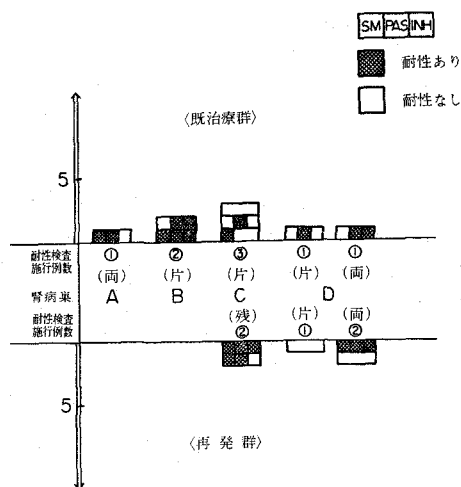 SM PAS INH
耐性あり
耐性なし
〈既治療群〉
5
耐性検査
施行例数
① ② ③ ① ①
(両) (片) (片) (片) (両)
腎病巣 A B C D
耐性検査
施行例数
(残) (片) (両)
② ① ②
5
〈再発群〉